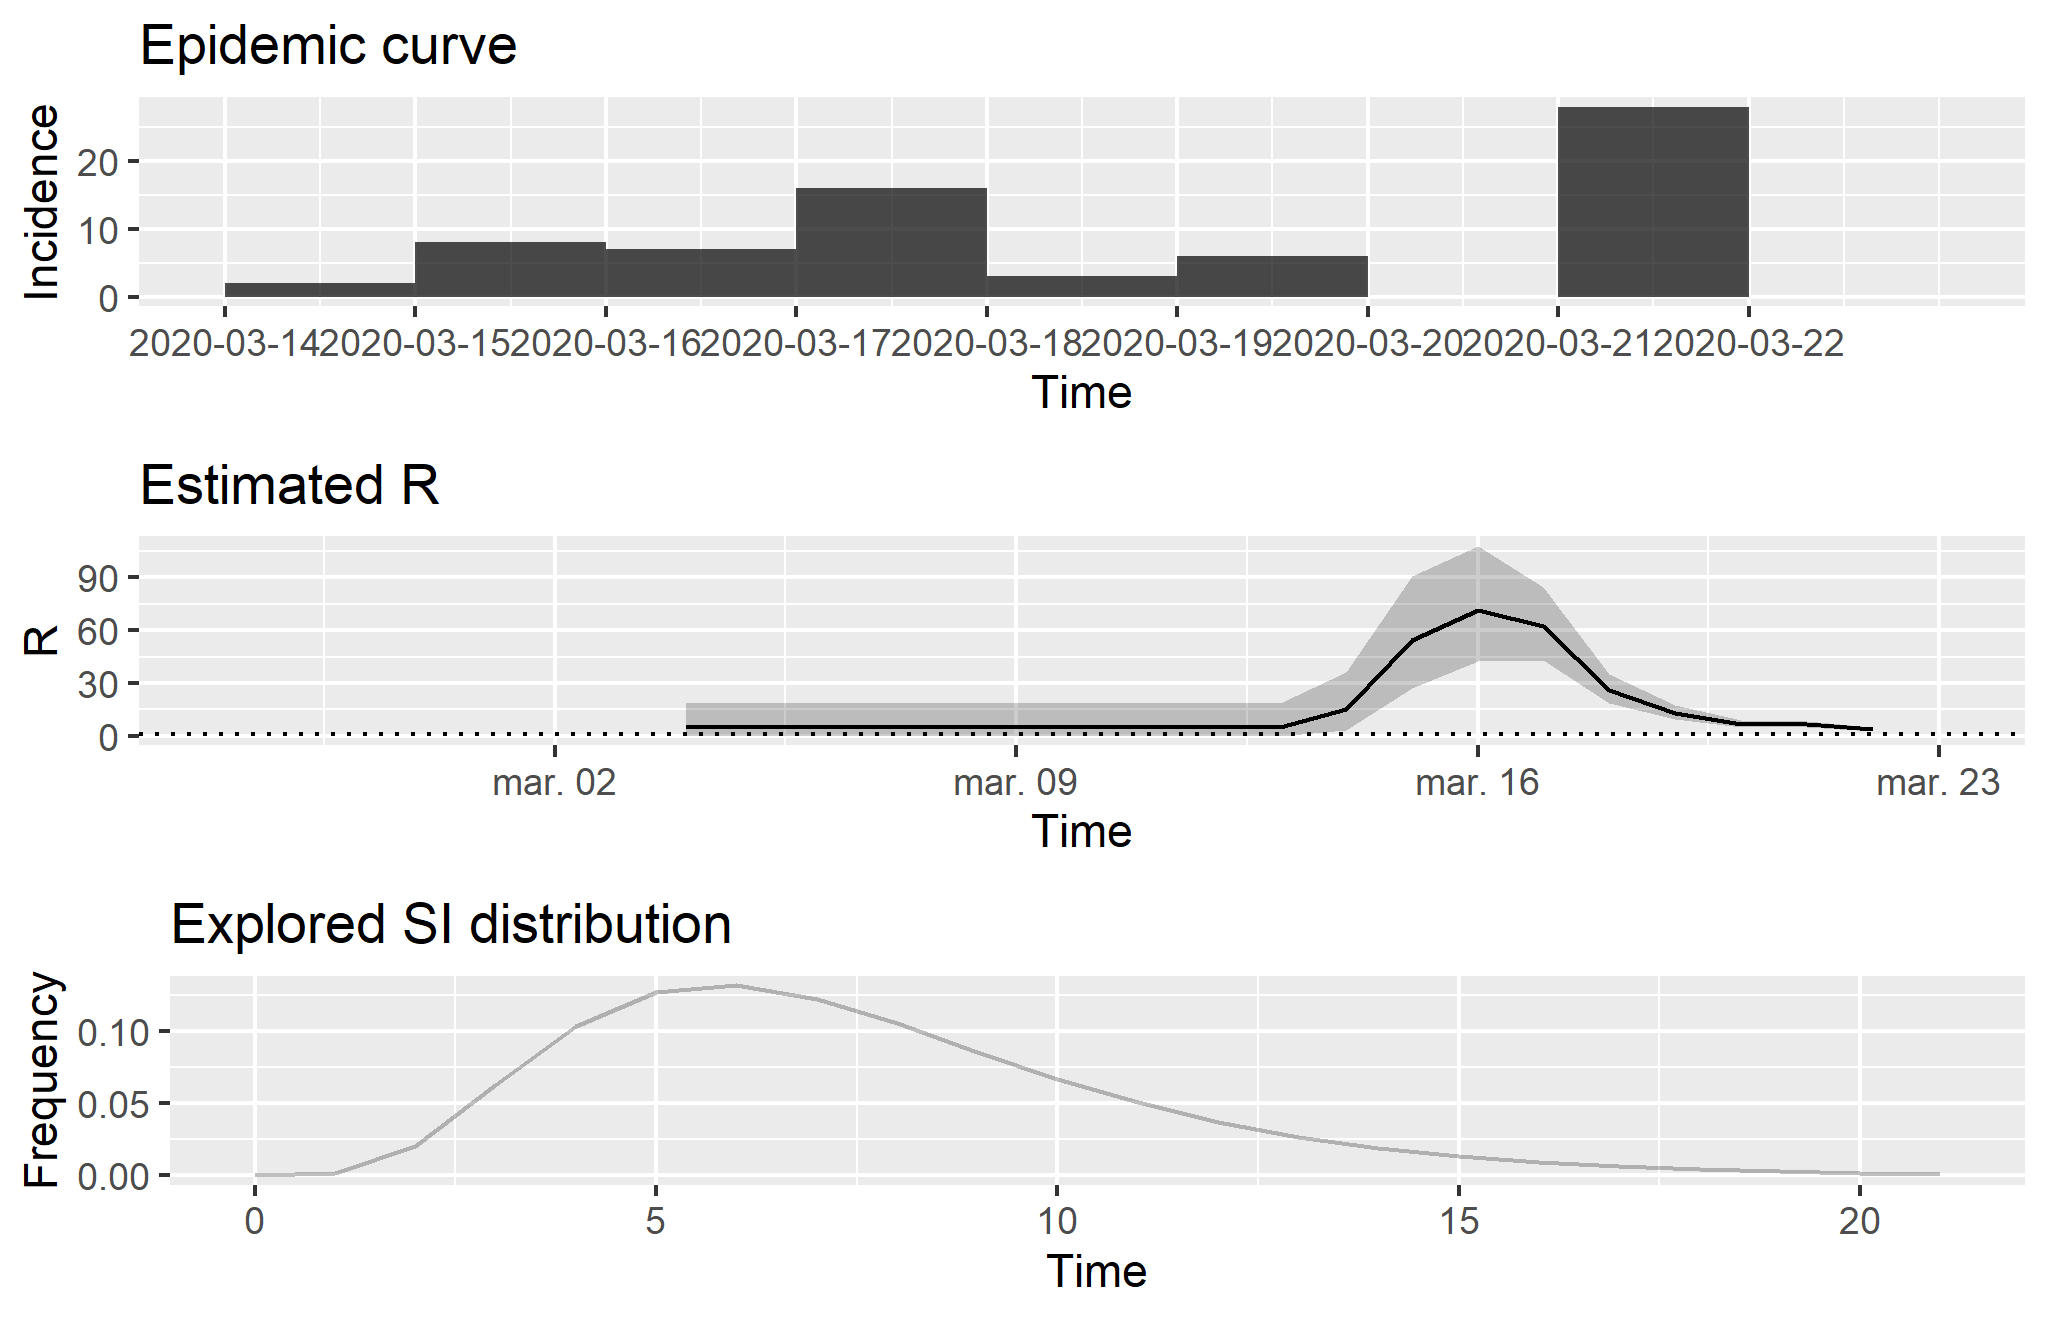 Epidemic curve
Incidence
20
10
0
2020-03-14 2020-03-15 2020-03-16 2020-03-17 2020-03-18 2020-03-19 2020-03-20 2020-03-21 2020-03-22
Time
Estimated R
R
90
60
30
0
mar. 02 mar. 09 mar. 16 mar. 23
Time
Explored SI distribution
Frequency
0.10
0.05
0.00
0 5 10 15 20
Time